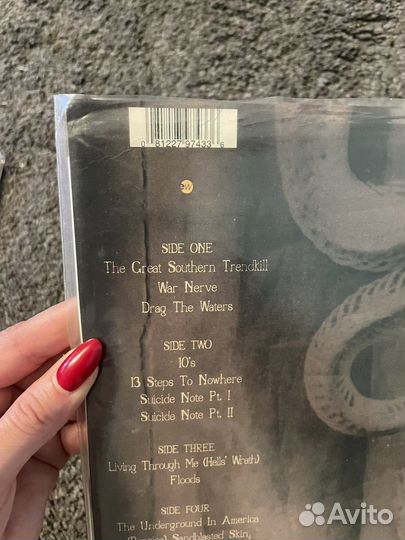 0 81227 97433 6
ew
SIDE ONE
The Great Southern Trendkill
War Nerve
Drag The Waters
SIDE TWO
10's
13 Steps To Nowhere
Suicide Note Pt. I
Suicide Note Pt. II
SIDE THREE
Living Through Me (Hells' Wrath)
Floods
SIDE FOUR
The Underground In America
(Reprise) Sandblasted Skin,
Avito